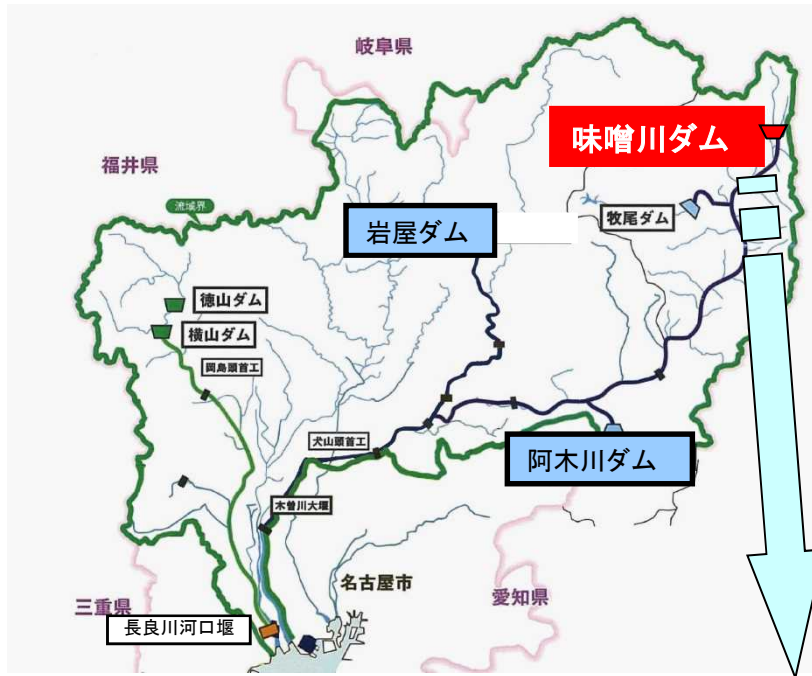 岐阜県
味噌川ダム
福井県
流域界
牧尾ダム
岩屋ダム
徳山ダム
横山ダム
岡島頭首工
犬山頭首工
阿木川ダム
木曽川大堰
名古屋市
愛知県
三重県
長良川河口堰